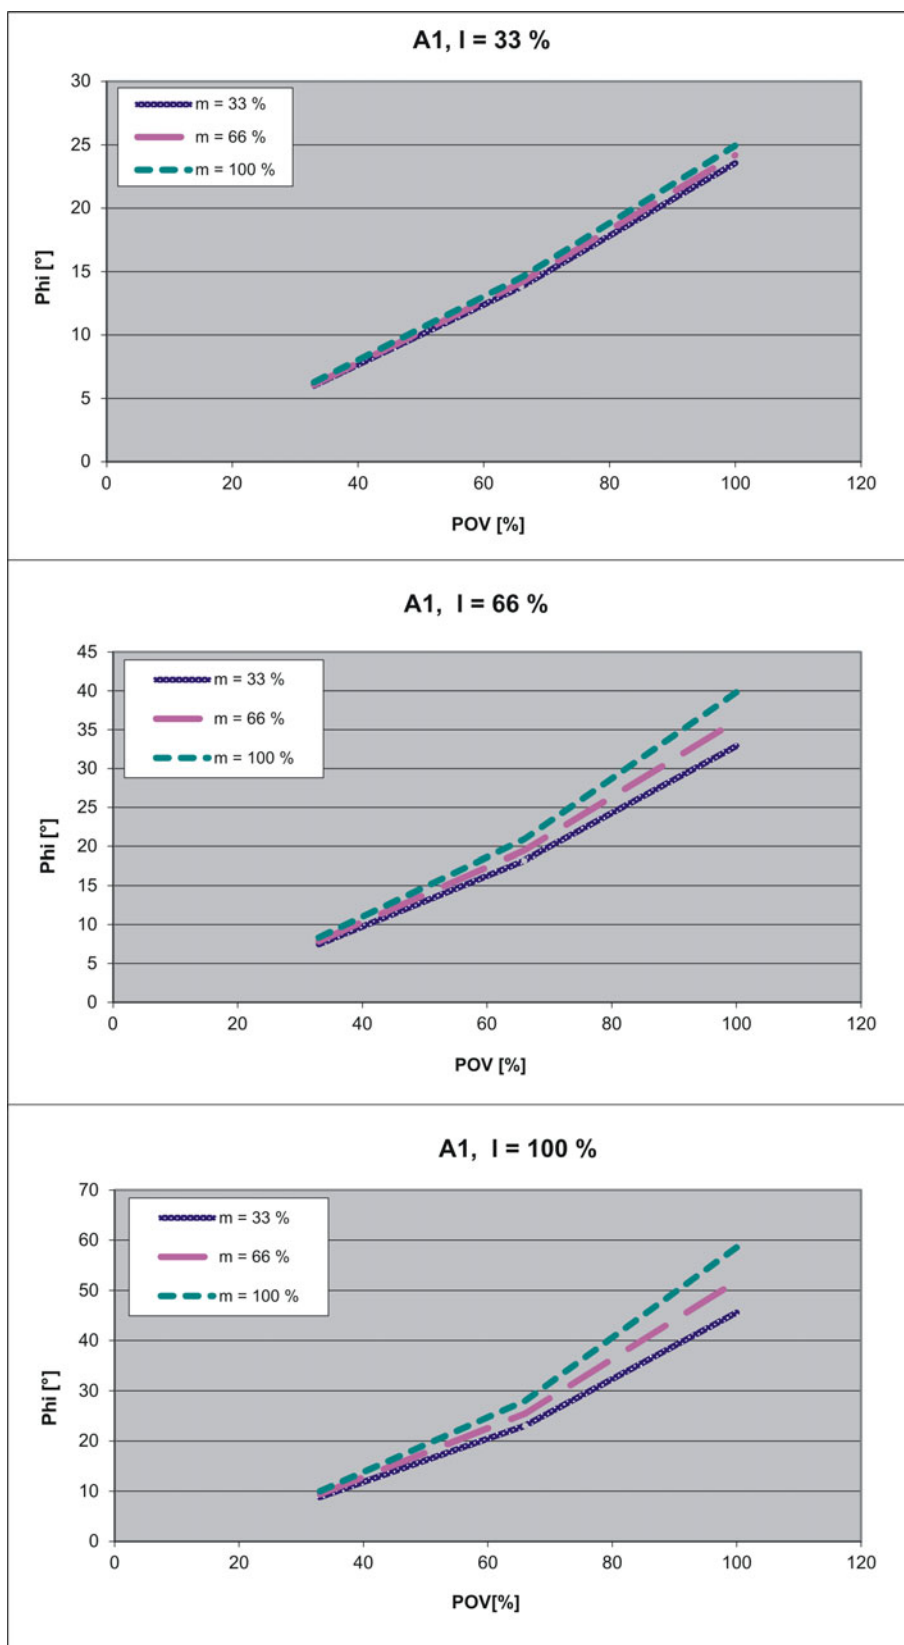 A1, l = 33 %
30
m = 33 %
25
m = 66 %
m = 100 %
20
Phi [°]
15
10
5
0
0 20 40 60 80 100 120
POV [%]
A1, l = 66 %
45
m = 33 %
40
m = 66 %
35
m = 100 %
30
25
Phi [°]
20
15
10
5
0
0 20 40 60 80 100 120
POV [%]
A1, l = 100 %
70
m = 33 %
60
m = 66 %
50
m = 100 %
40
Phi [°]
30
20
10
0
0 20 40 60 80 100 120
POV[%]